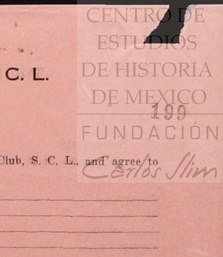 CENTRO DE
ESTUDIOS
DE HISTORIA
DE MEXICO
C. L.
199
FUNDACIÓN
Club, S. C. L., and agree to
Carlos Slim